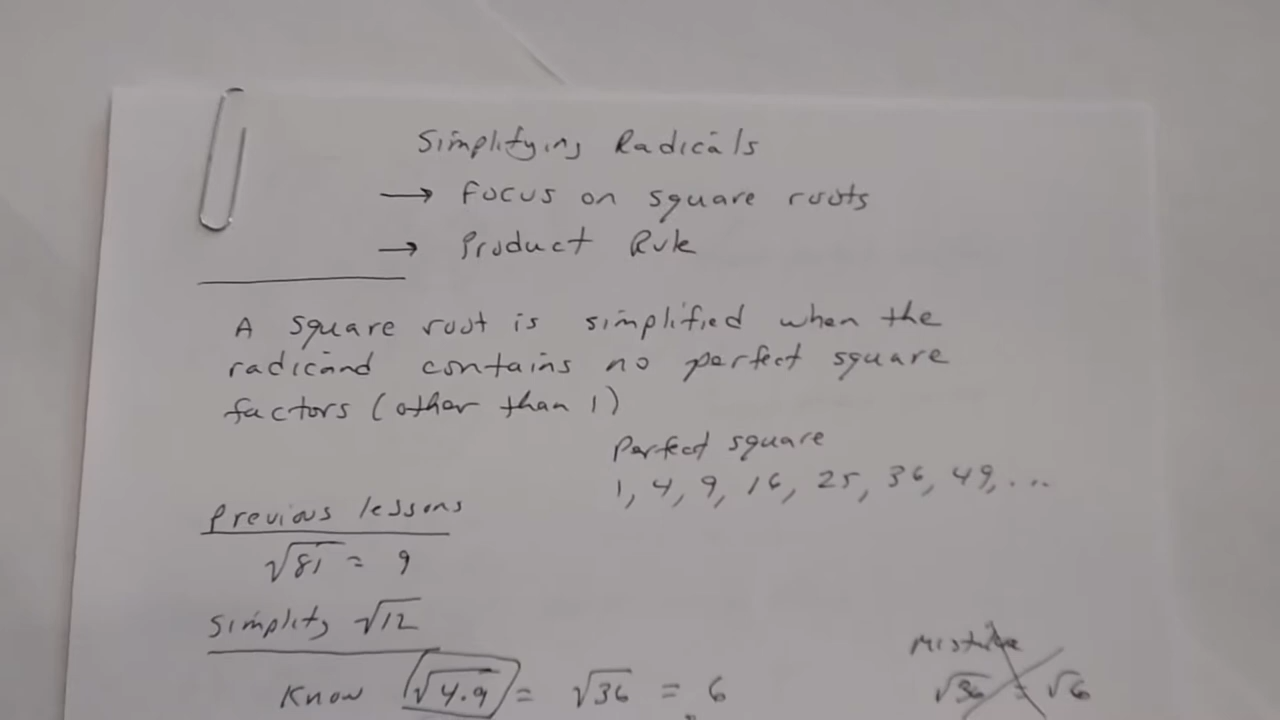 Simplifying Radicals
→ Focus on square roots
→ Product Rule
A square root is simplified when the
radicand contains no perfect square
factors (other than 1)
Perfect square
1, 4, 9, 16, 25, 36, 49, ...
Previous lessons
√81 = 9
Simplify √12
Mistake
Know √4·9 = √36 = 6
√36 = √6